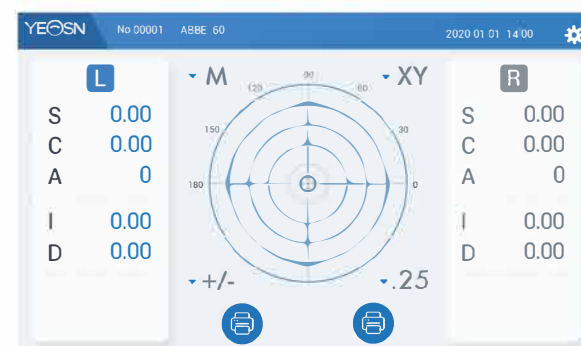 YEOSN No 00001 ABBE 60 2020 01 01 14:00
L M XY R
120 90 60
S 0.00 S 0.00
C 0.00 150 30 C 0.00
A 0 180 0 A 0
I 0.00 I 0.00
D 0.00 D 0.00
+/- .25